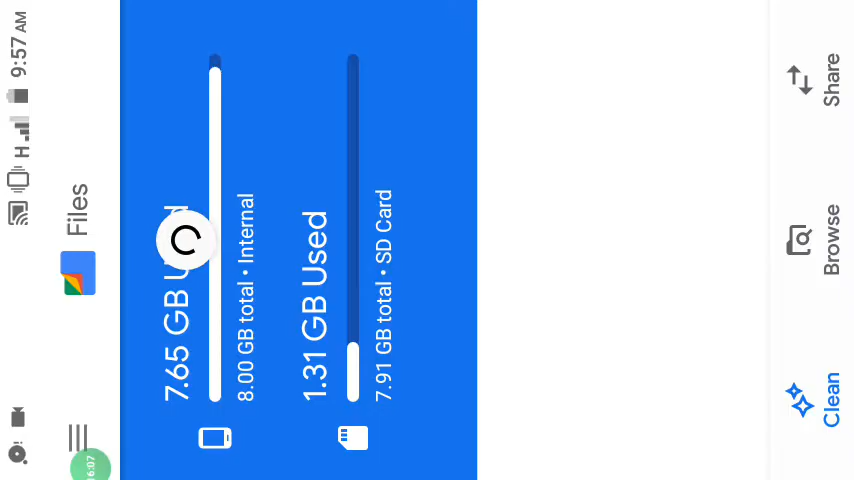 H 9:57 AM
Files
7.65 GB Used
8.00 GB total • Internal
1.31 GB Used
7.91 GB total • SD Card
Clean
Browse
Share